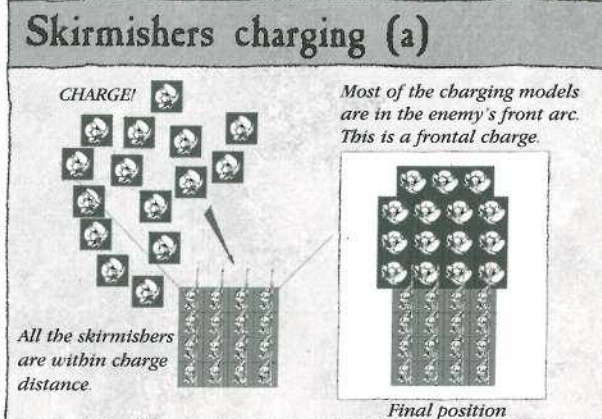 Skirmishers charging (a)
CHARGE!
Most of the charging models
are in the enemy's front arc.
This is a frontal charge.
All the skirmishers
are within charge
distance.
Final position